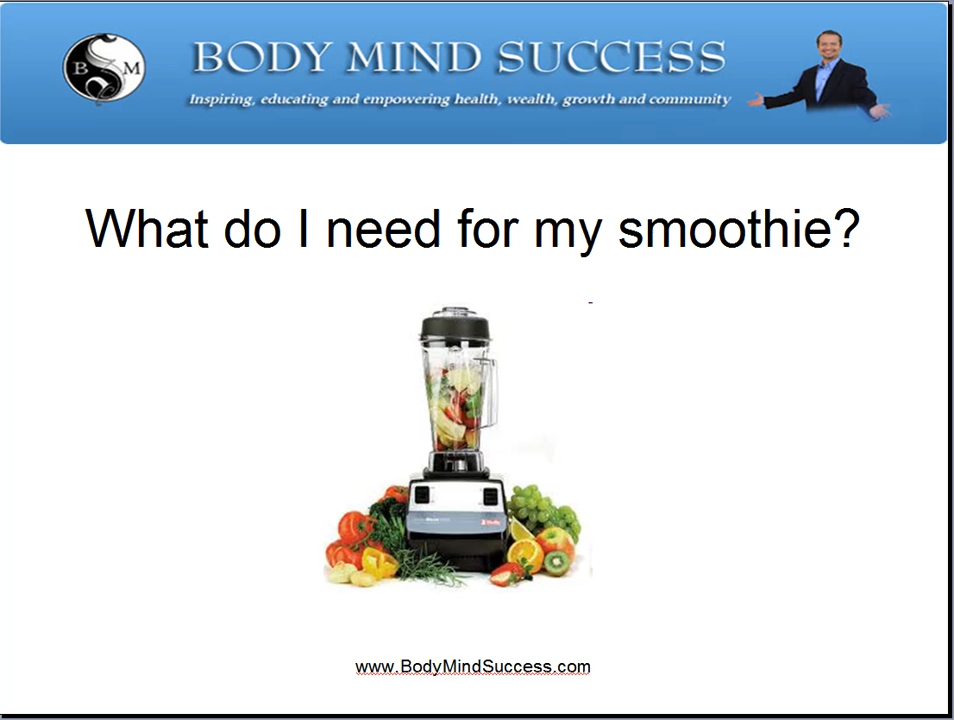 B S M
BODY MIND SUCCESS
Inspiring, educating and empowering health, wealth, growth and community
What do I need for my smoothie?
www.BodyMindSuccess.com